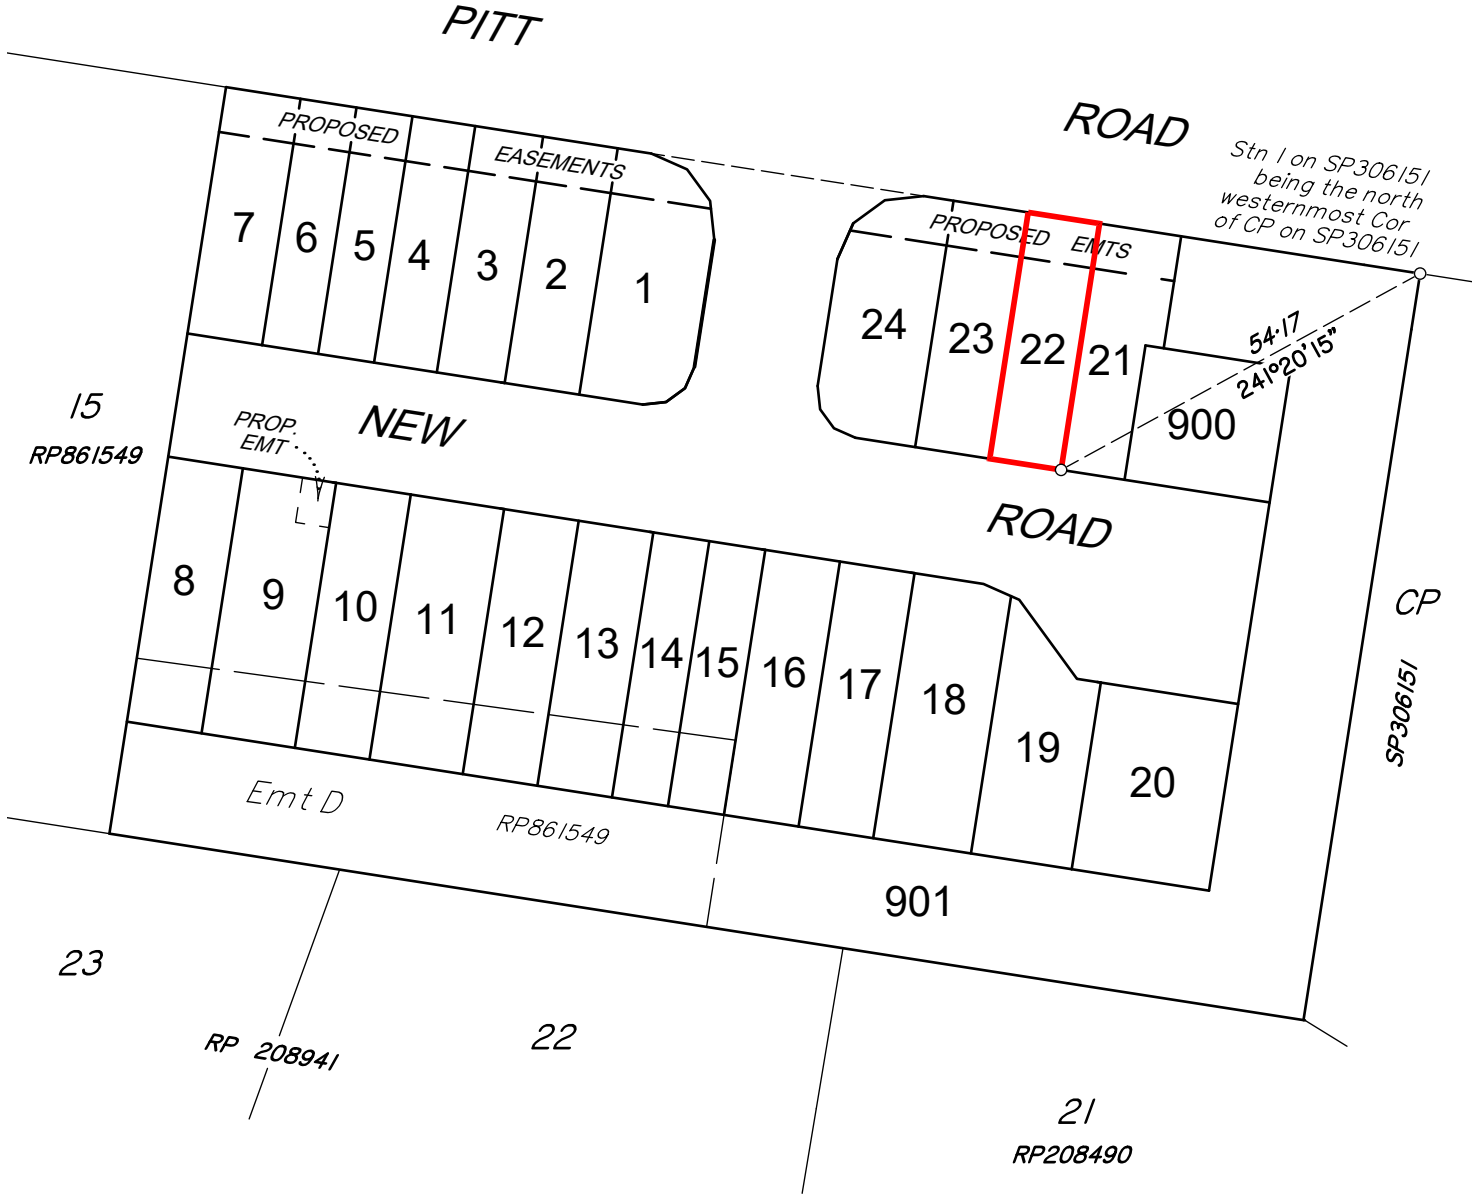 PITT
ROAD
Stn 1 on SP306151
being the north
westernmost Cor
of CP on SP306151
PROPOSED
EASEMENTS
PROPOSED EMTS
7
6
5
4
3
2
1
24
23
22
21
900
54·17
241°20'15"
15
RP861549
PROP.
EMT
NEW
ROAD
8
9
10
11
12
13
14
15
16
17
18
19
20
CP
SP306151
Emt D
RP861549
901
23
RP 208941
22
21
RP208490